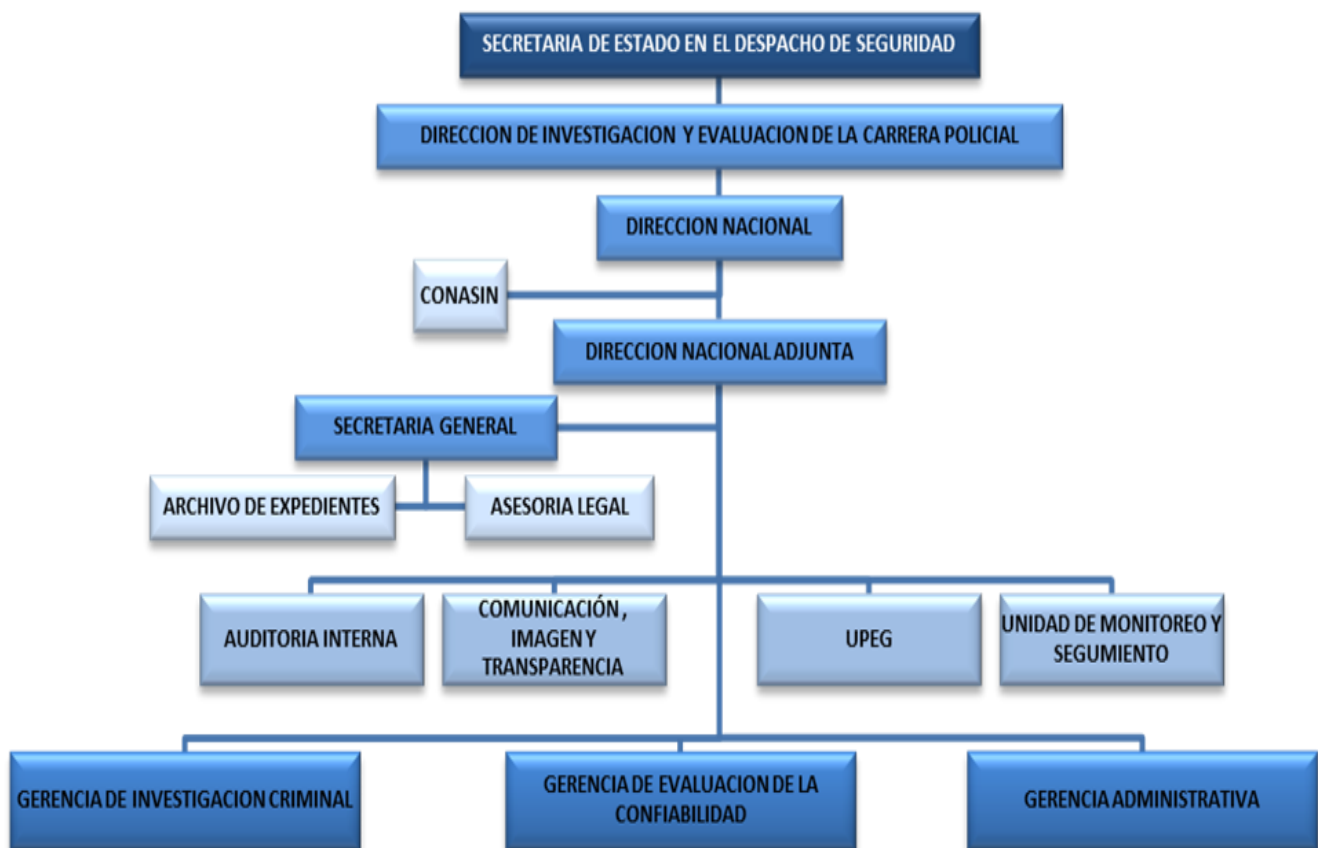 SECRETARIA DE ESTADO EN EL DESPACHO DE SEGURIDAD
DIRECCION DE INVESTIGACION Y EVALUACION DE LA CARRERA POLICIAL
DIRECCION NACIONAL
CONASIN
DIRECCION NACIONAL ADJUNTA
SECRETARIA GENERAL
ARCHIVO DE EXPEDIENTES
ASESORIA LEGAL
AUDITORIA INTERNA
COMUNICACIÓN ,
IMAGEN Y
TRANSPARENCIA
UPEG
UNIDAD DE MONITOREO Y
SEGUMIENTO
GERENCIA DE INVESTIGACION CRIMINAL
GERENCIA DE EVALUACION DE LA
CONFIABILIDAD
GERENCIA ADMINISTRATIVA